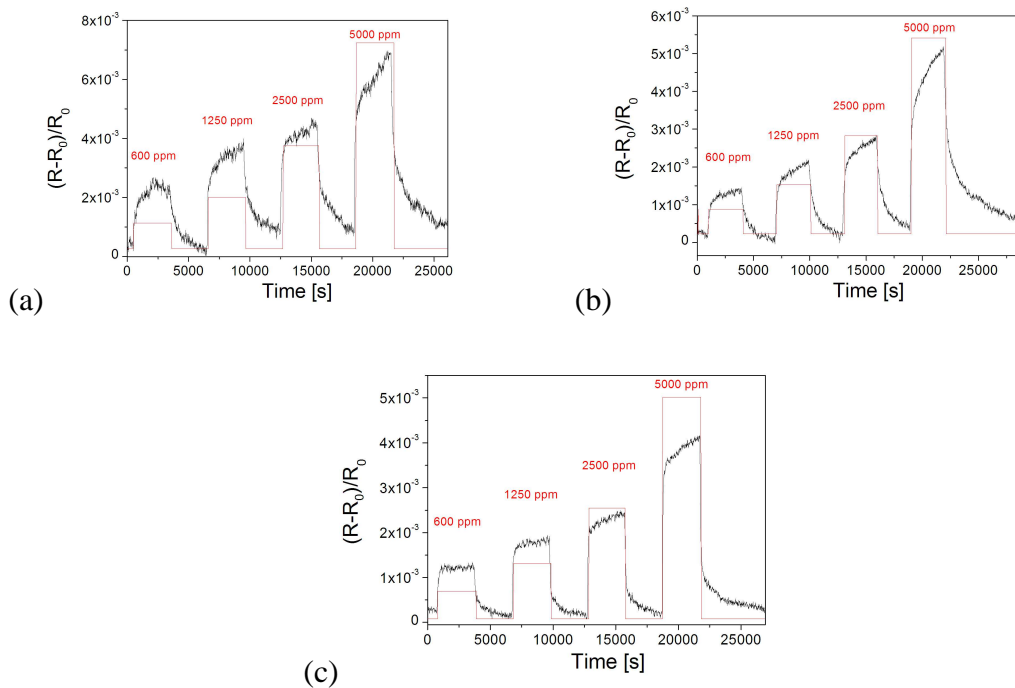 8x10⁻³
6x10⁻³
4x10⁻³
2x10⁻³
0
(R-R₀)/R₀
600 ppm
1250 ppm
2500 ppm
5000 ppm
0 5000 10000 15000 20000 25000
Time [s]
(a)
6x10⁻³
5x10⁻³
4x10⁻³
3x10⁻³
2x10⁻³
1x10⁻³
0
(R-R₀)/R₀
600 ppm
1250 ppm
2500 ppm
5000 ppm
0 5000 10000 15000 20000 25000
Time [s]
(b)
5x10⁻³
4x10⁻³
3x10⁻³
2x10⁻³
1x10⁻³
0
(R-R₀)/R₀
600 ppm
1250 ppm
2500 ppm
5000 ppm
0 5000 10000 15000 20000 25000
Time [s]
(c)